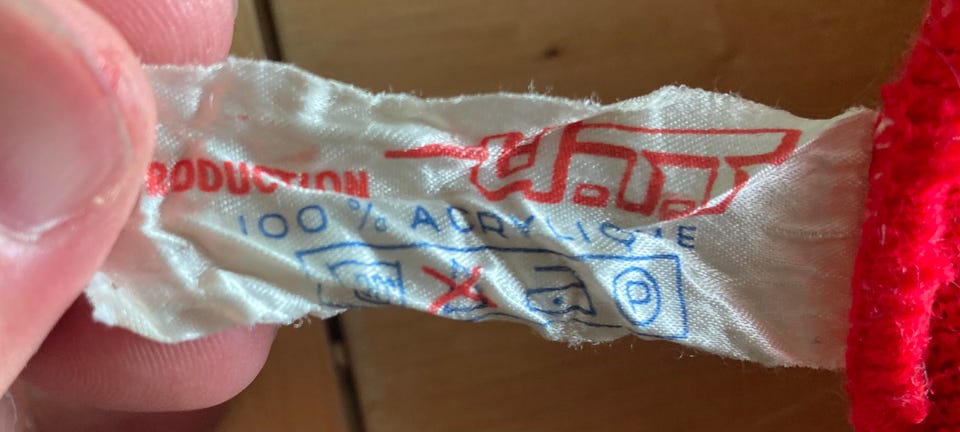 PRODUCTION
100 % ACRYLIQUE
P